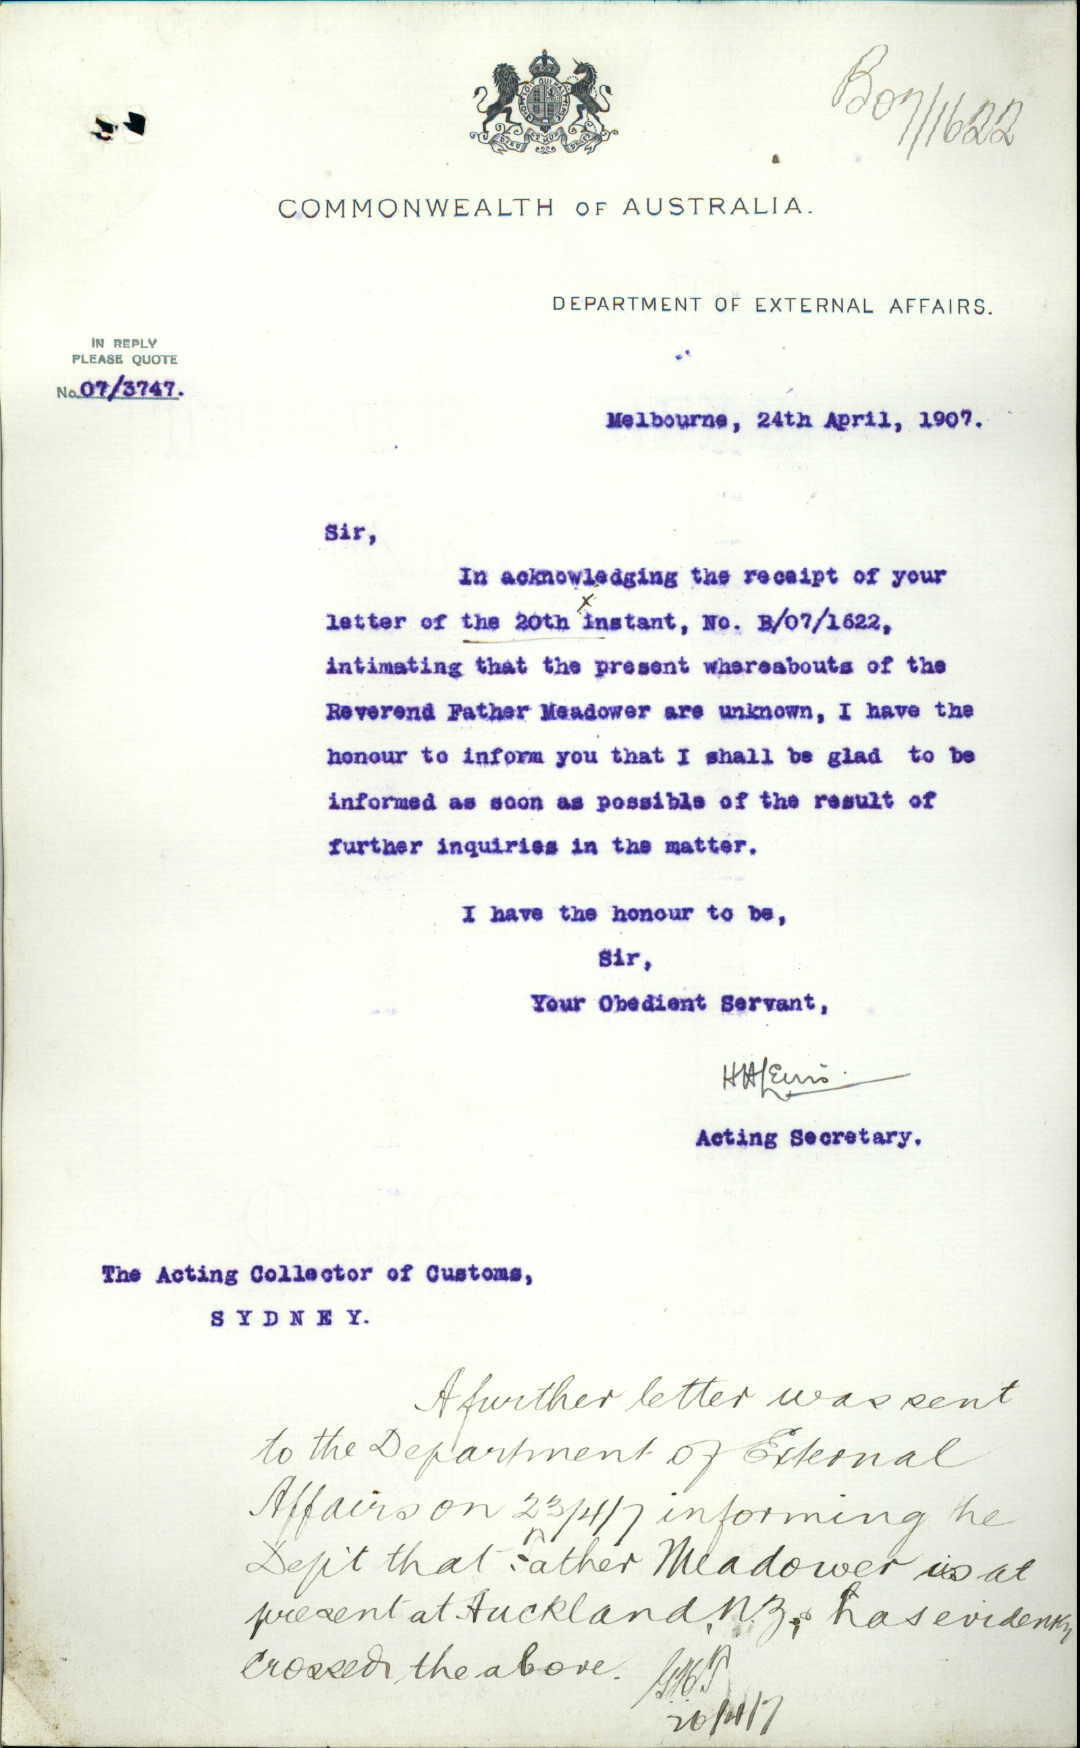 B07/1622
COMMONWEALTH OF AUSTRALIA.
DEPARTMENT OF EXTERNAL AFFAIRS.
IN REPLY
PLEASE QUOTE
No. 07/3747.
Melbourne, 24th April, 1907.
Sir,
In acknowledging the receipt of your
x
letter of the 20th instant, No. B/07/1622,
intimating that the present whereabouts of the
Reverend Father Meadower are unknown, I have the
honour to inform you that I shall be glad to be
informed as soon as possible of the result of
further inquiries in the matter.
I have the honour to be,
Sir,
Your Obedient Servant,
Acting Secretary.
The Acting Collector of Customs,
SYDNEY.
A further letter was sent
to the Department of External
Affairs on 23/4/7 informing the
Dept that Father Meadower is at
present at Auckland, N.Z, & has evidently
crossed the above.
26/4/7